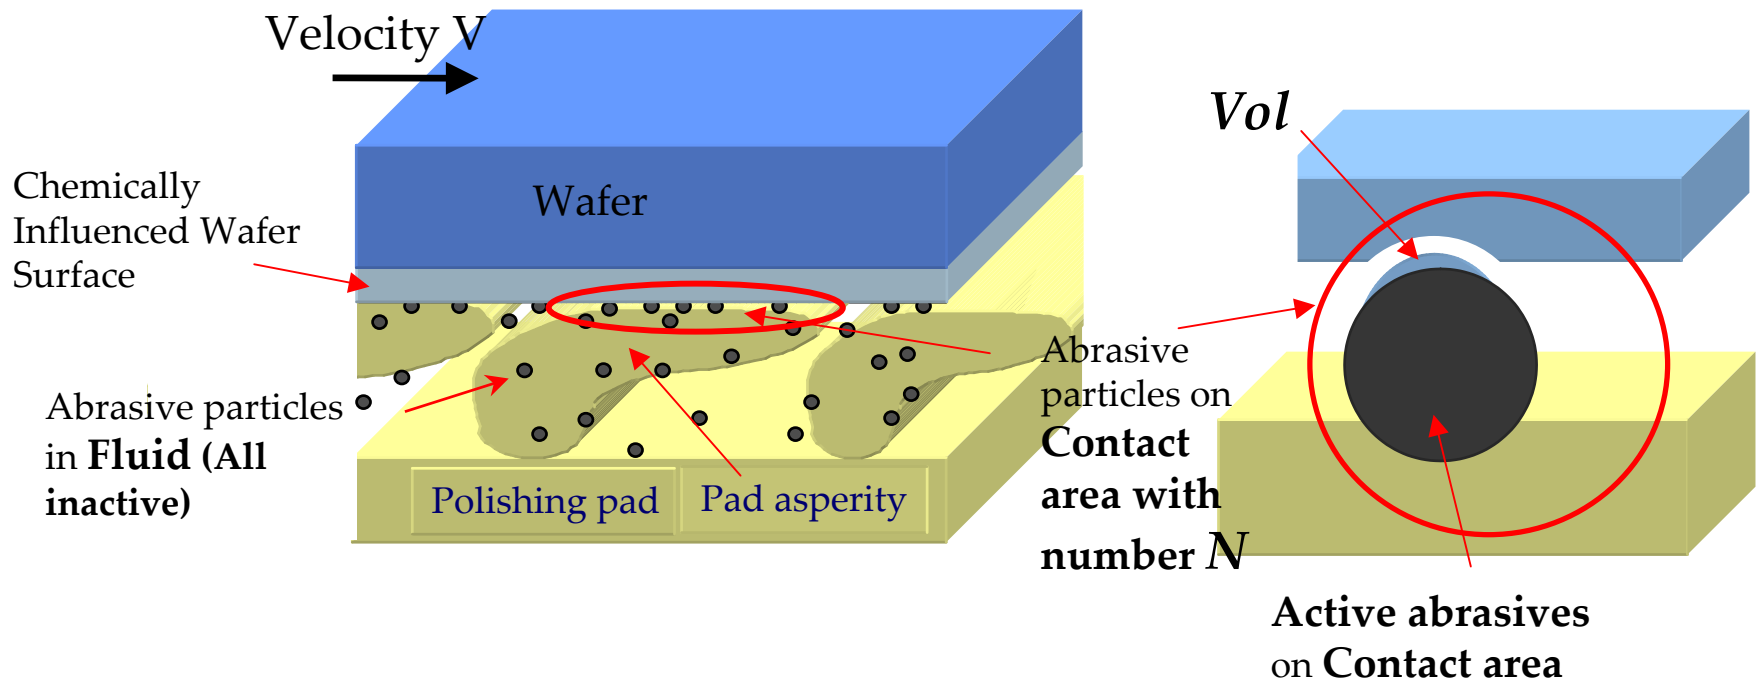 Velocity V
Wafer
Chemically
Influenced Wafer
Surface
Abrasive particles
in Fluid (All
inactive)
Polishing pad
Pad asperity
Vol
Abrasive
particles on
Contact
area with
number N
Active abrasives
on Contact area